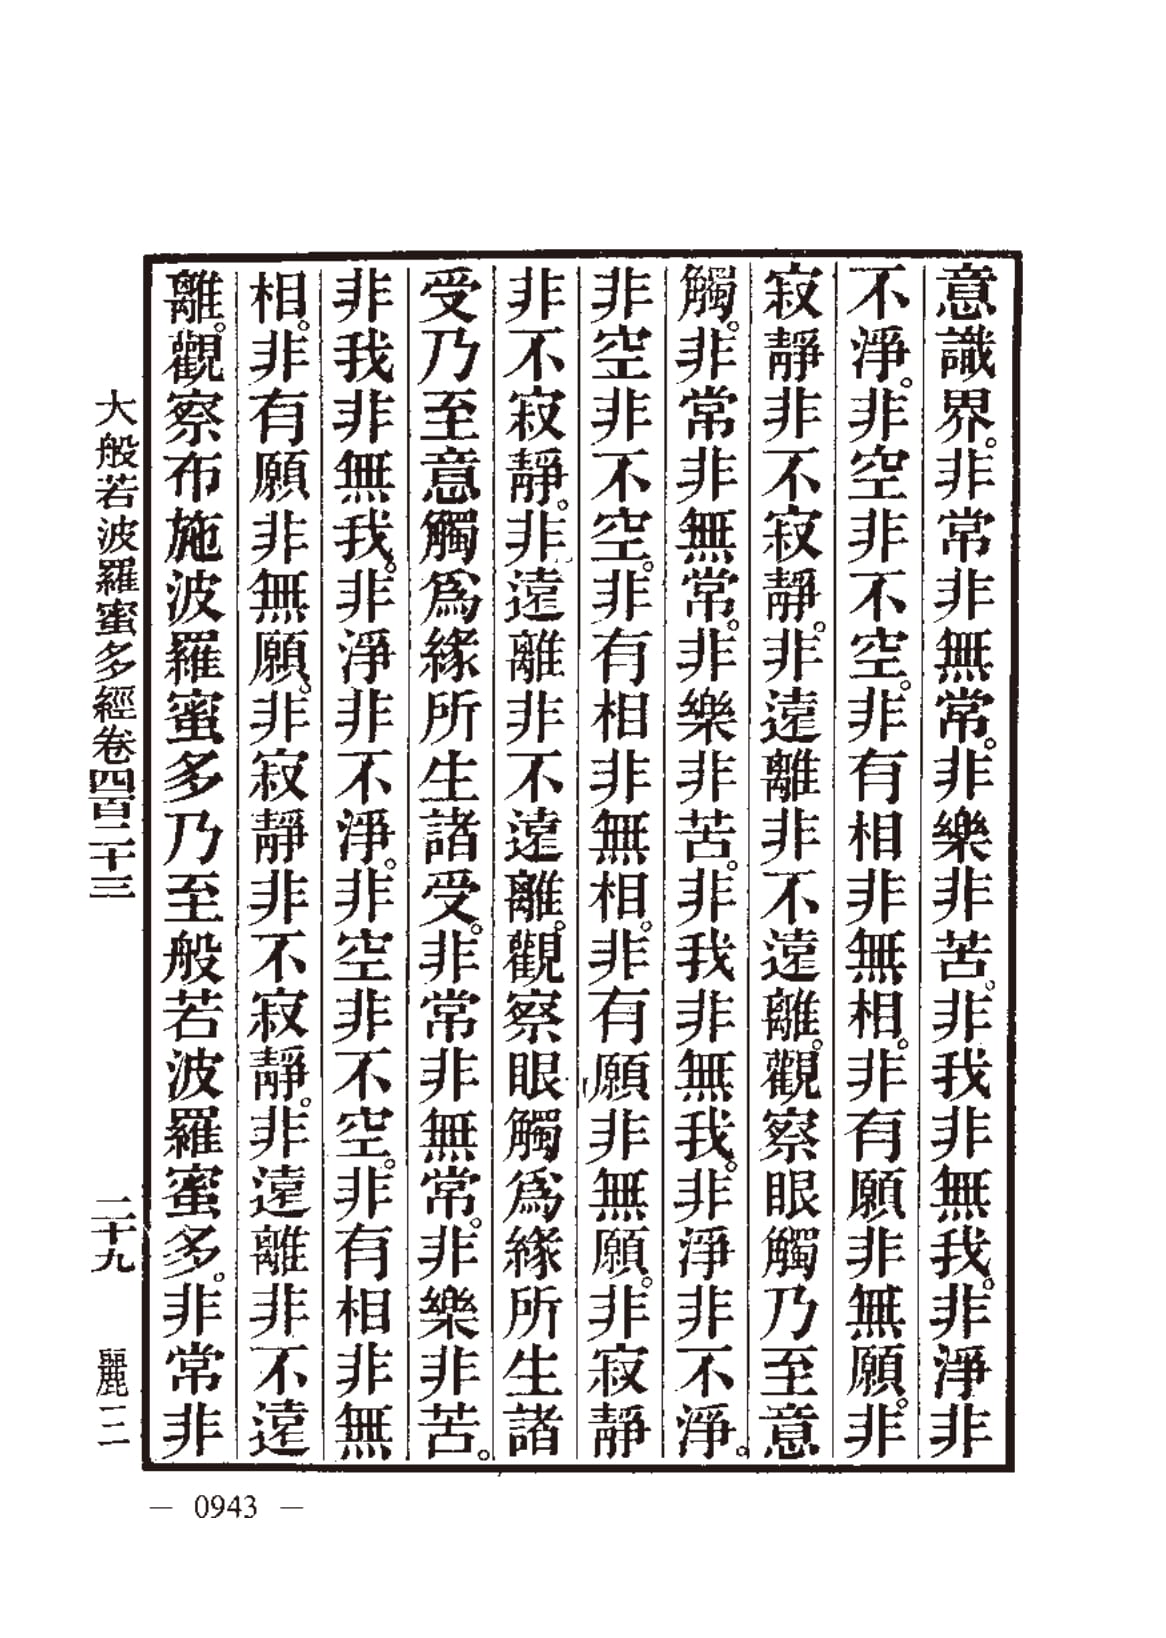 意識界。非常非無常。非樂非苦。非我非無我。非淨非
不淨。非空非不空。非有相非無相。非有願非無願。非
寂靜非不寂靜。非遠離非不遠離。觀察眼觸乃至意
觸。非常非無常。非樂非苦。非我非無我。非淨非不淨。
非空非不空。非有相非無相。非有願非無願。非寂靜
非不寂靜。非遠離非不遠離。觀察眼觸爲緣所生諸
受乃至意觸爲緣所生諸受。非常非無常。非樂非苦。
非我非無我。非淨非不淨。非空非不空。非有相非無
相。非有願非無願。非寂靜非不寂靜。非遠離非不遠
離。觀察布施波羅蜜多乃至般若波羅蜜多。非常非
大般若波羅蜜多經卷四百二十三 二十九 麗二
— 0943 —